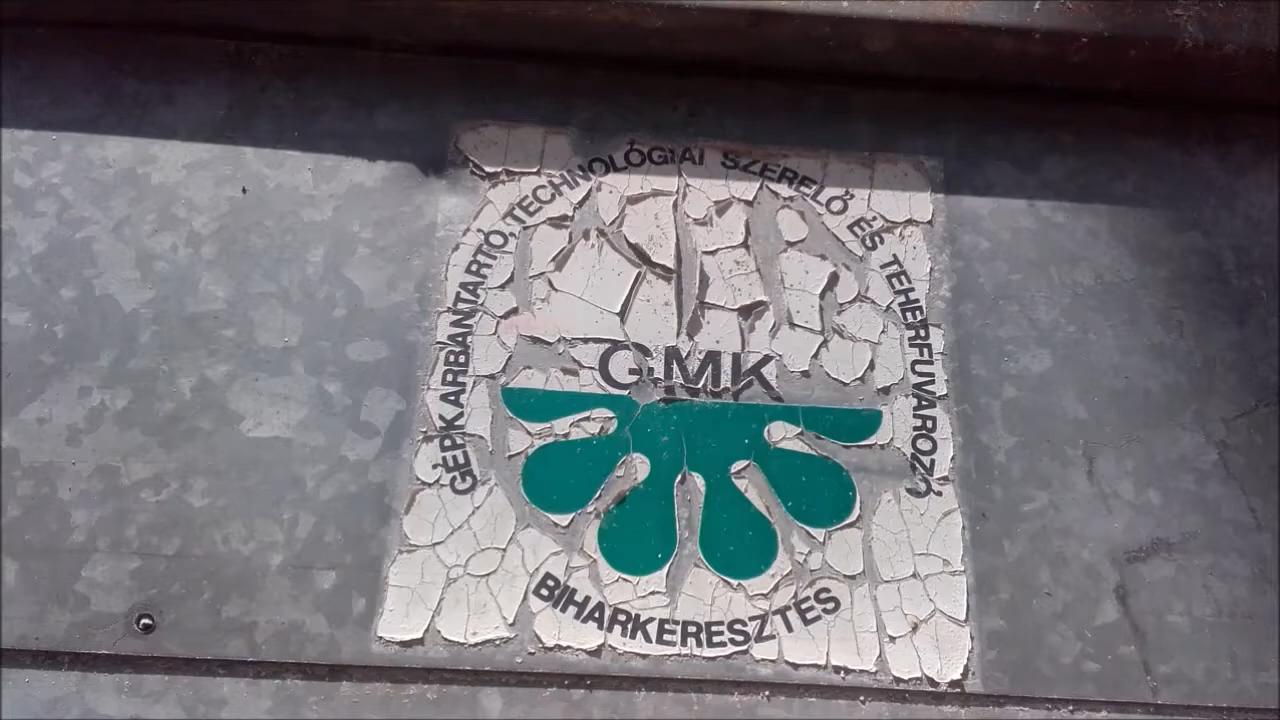 GÉPKARBANTARTÓ, TECHNOLÓGIAI SZERELŐ ÉS TEHERFUVAROZÓ
GMK
BIHARKERESZTES